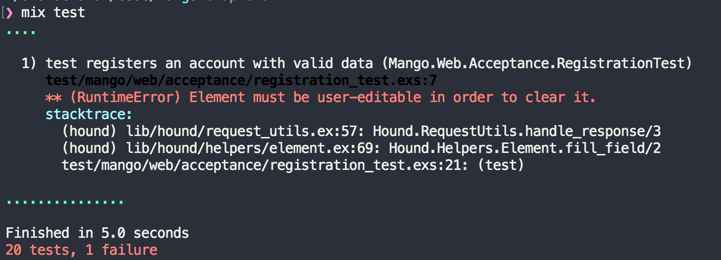 ❯ mix test
....
1) test registers an account with valid data (Mango.Web.Acceptance.RegistrationTest)
test/mango/web/acceptance/registration_test.exs:7
** (RuntimeError) Element must be user-editable in order to clear it.
stacktrace:
(hound) lib/hound/request_utils.ex:57: Hound.RequestUtils.handle_response/3
(hound) lib/hound/helpers/element.ex:69: Hound.Helpers.Element.fill_field/2
test/mango/web/acceptance/registration_test.exs:21: (test)
...............
Finished in 5.0 seconds
20 tests, 1 failure